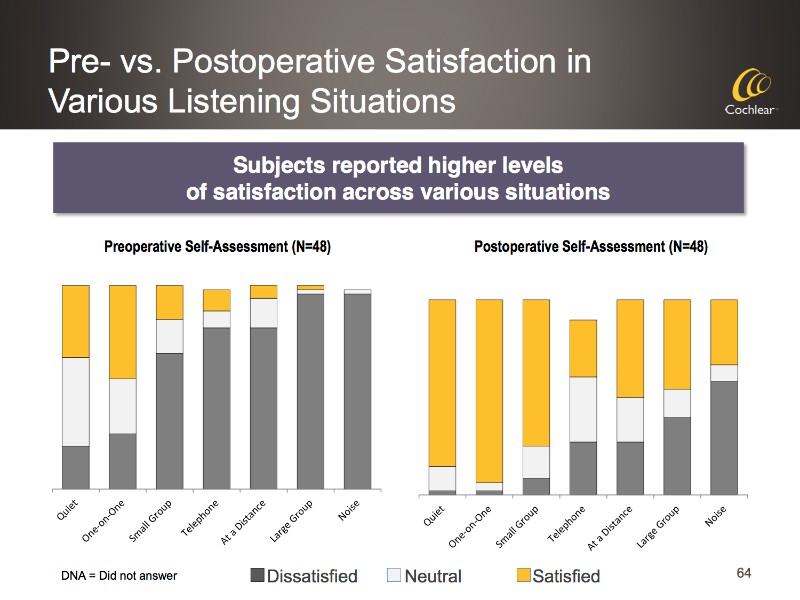 Pre- vs. Postoperative Satisfaction in
Various Listening Situations
Cochlear™
Subjects reported higher levels
of satisfaction across various situations
Preoperative Self-Assessment (N=48)
Postoperative Self-Assessment (N=48)
Quiet
One-on-One
Small Group
Telephone
At a Distance
Large Group
Noise
Quiet
One-on-One
Small Group
Telephone
At a Distance
Large Group
Noise
DNA = Did not answer
Dissatisfied
Neutral
Satisfied
64